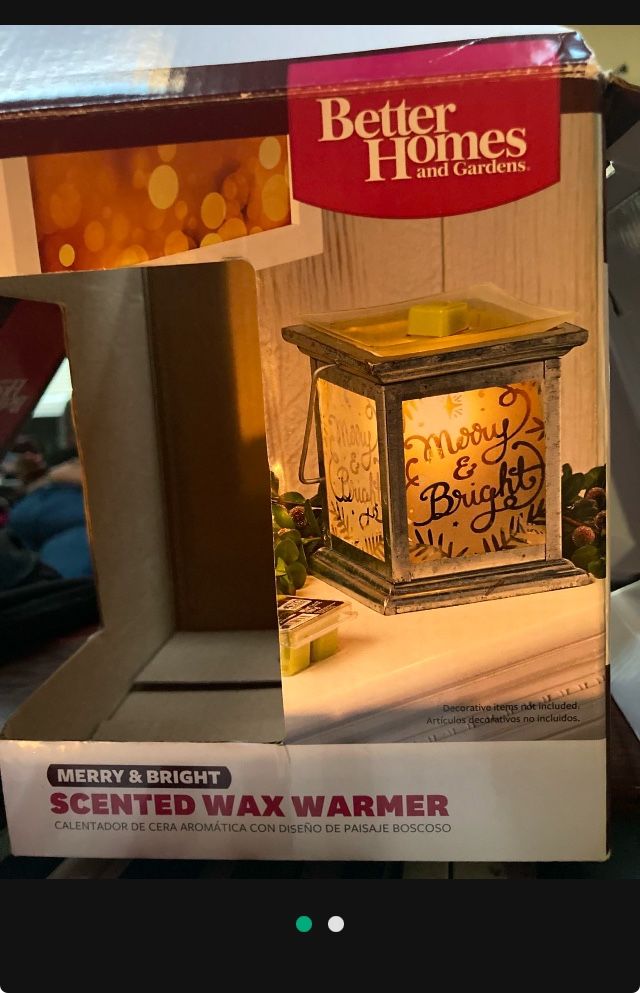 Better
Homes
and Gardens®
Merry
&
Bright
Merry
&
Bright
Decorative items not included.
Artículos decorativos no incluidos.
MERRY & BRIGHT
SCENTED WAX WARMER
CALENTADOR DE CERA AROMÁTICA CON DISEÑO DE PAISAJE BOSCOSO